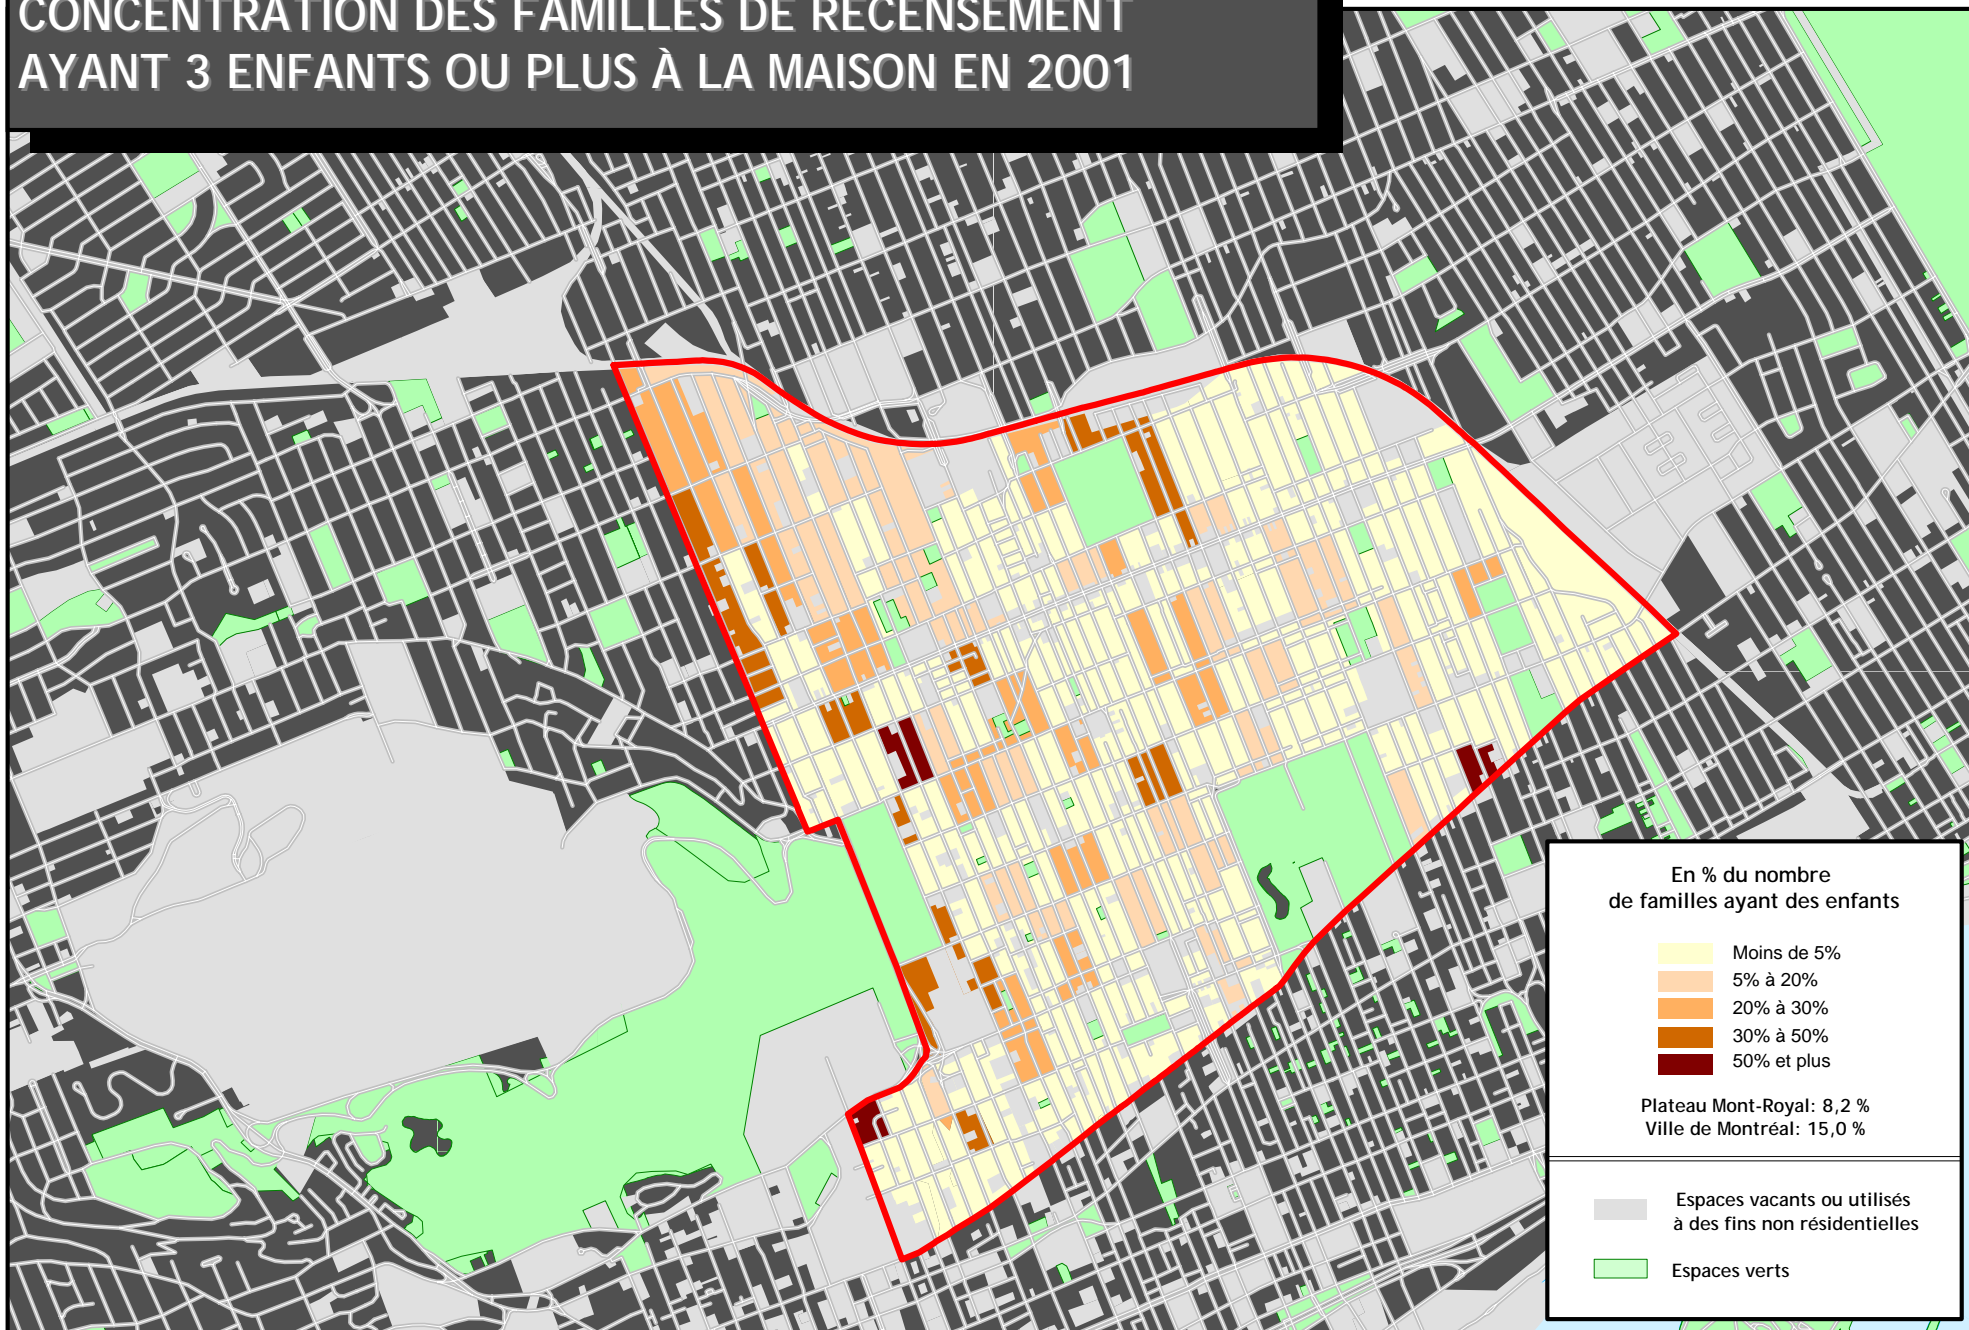 CONCENTRATION DES FAMILLES DE RECENSEMENT
AYANT 3 ENFANTS OU PLUS À LA MAISON EN 2001
En % du nombre
de familles ayant des enfants
Moins de 5%
5% à 20%
20% à 30%
30% à 50%
50% et plus
Plateau Mont-Royal: 8,2 %
Ville de Montréal: 15,0 %
Espaces vacants ou utilisés
à des fins non résidentielles
Espaces verts